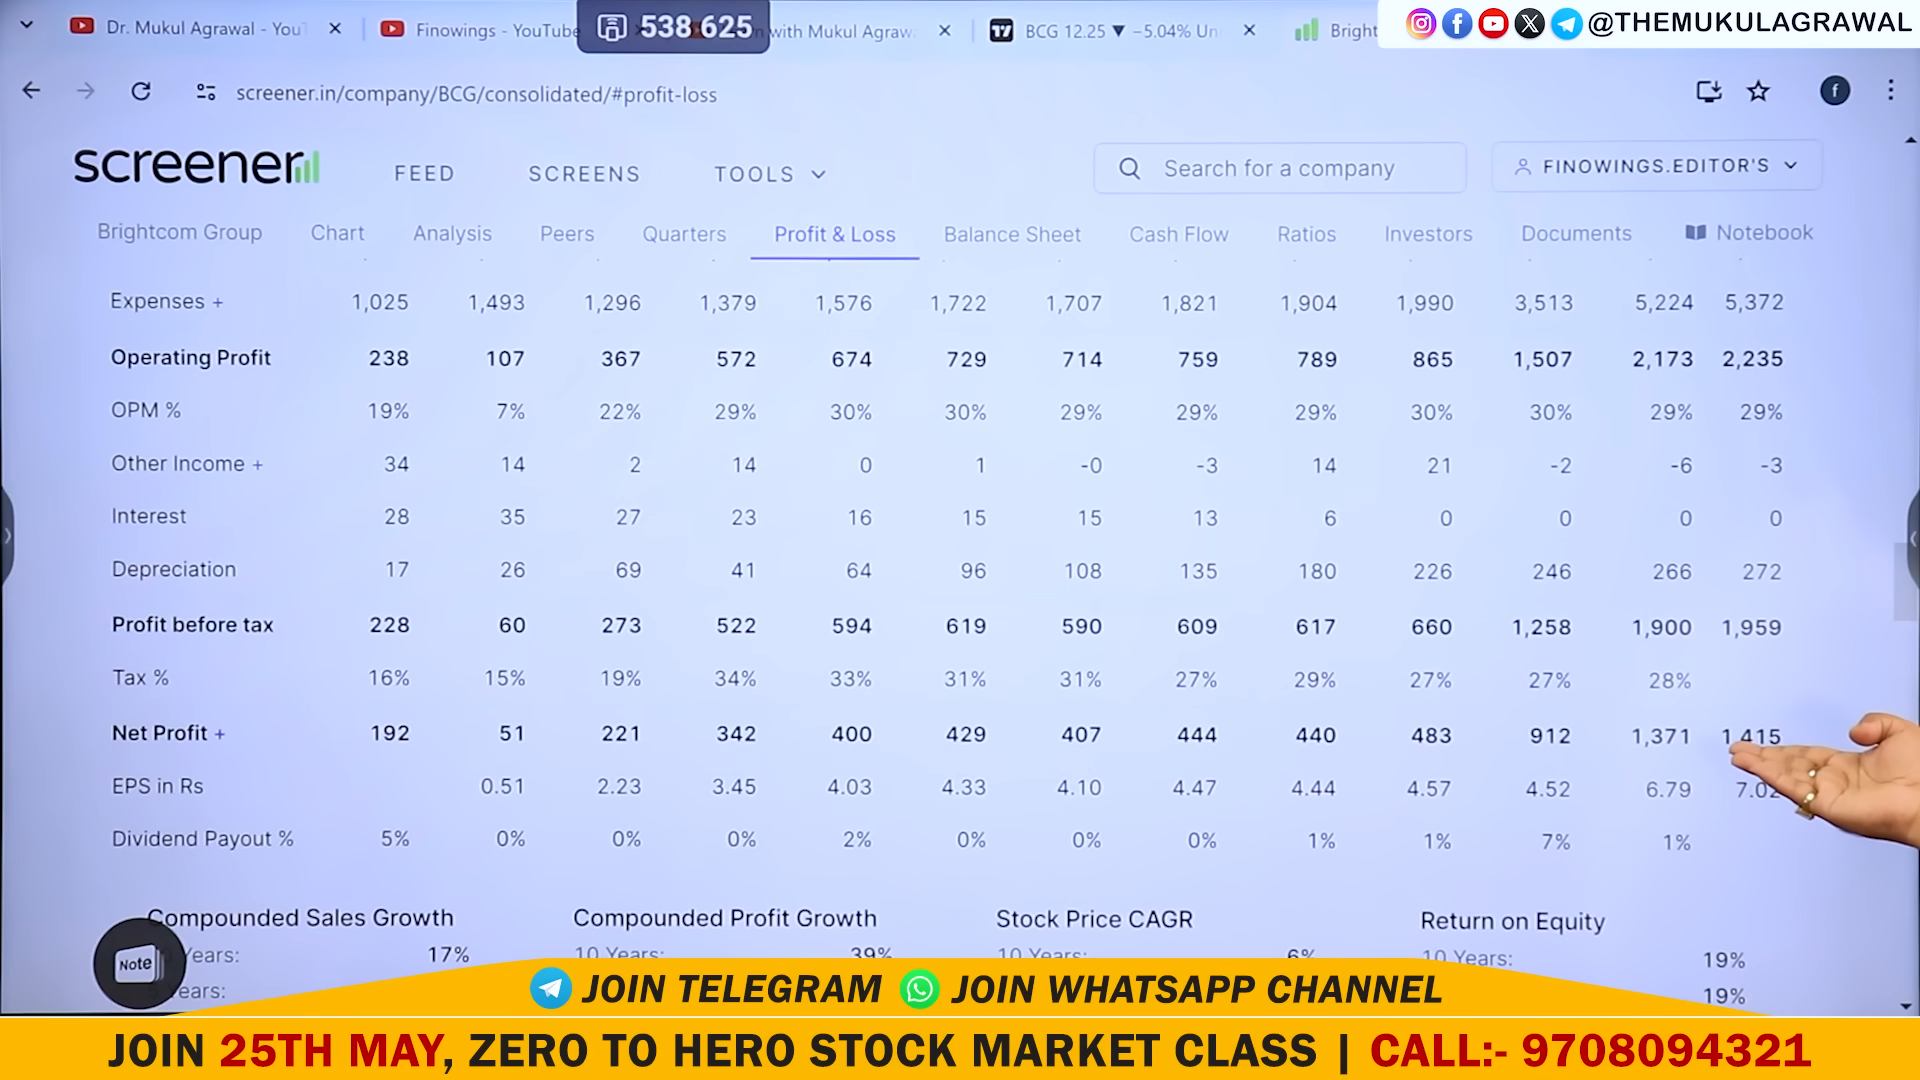 Dr. Mukul Agrawal - You
Finowings - YouTube
538 625
with Mukul Agraw
BCG 12.25 ▼ −5.04% Un
Bright
@THEMUKULAGRAWAL
screener.in/company/BCG/consolidated/#profit-loss
f
screener
FEED SCREENS TOOLS
Search for a company
FINOWINGS.EDITOR'S
Brightcom Group Chart Analysis Peers Quarters Profit & Loss Balance Sheet Cash Flow Ratios Investors Documents Notebook
Expenses + 1,025 1,493 1,296 1,379 1,576 1,722 1,707 1,821 1,904 1,990 3,513 5,224 5,372
Operating Profit 238 107 367 572 674 729 714 759 789 865 1,507 2,173 2,235
OPM % 19% 7% 22% 29% 30% 30% 29% 29% 29% 30% 30% 29% 29%
Other Income + 34 14 2 14 0 1 -0 -3 14 21 -2 -6 -3
Interest 28 35 27 23 16 15 15 13 6 0 0 0 0
Depreciation 17 26 69 41 64 96 108 135 180 226 246 266 272
Profit before tax 228 60 273 522 594 619 590 609 617 660 1,258 1,900 1,959
Tax % 16% 15% 19% 34% 33% 31% 31% 27% 29% 27% 27% 28%
Net Profit + 192 51 221 342 400 429 407 444 440 483 912 1,371 1,415
EPS in Rs 0.51 2.23 3.45 4.03 4.33 4.10 4.47 4.44 4.57 4.52 6.79 7.02
Dividend Payout % 5% 0% 0% 0% 2% 0% 0% 0% 1% 1% 7% 1%
Compounded Sales Growth Compounded Profit Growth Stock Price CAGR Return on Equity
Years: 17% 10 Years: 39% 10 Years: 6% 10 Years: 19%
Note
Years: 19%
JOIN TELEGRAM JOIN WHATSAPP CHANNEL
JOIN 25TH MAY, ZERO TO HERO STOCK MARKET CLASS | CALL:- 9708094321